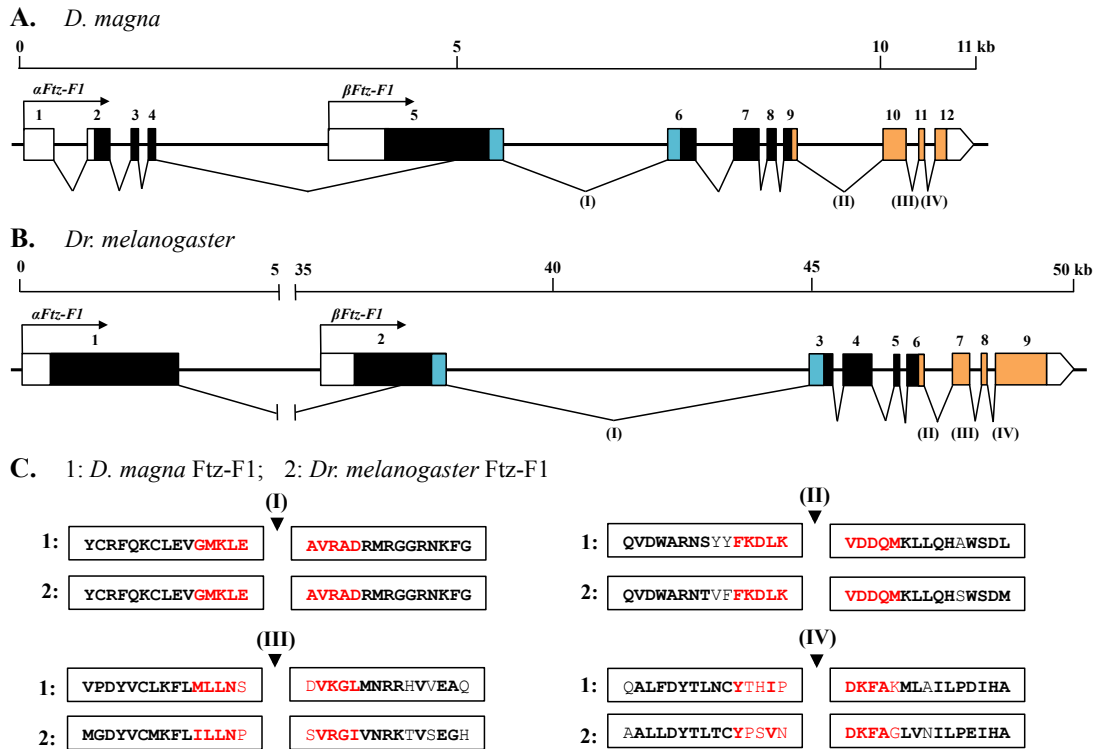 A. D. magna
0 5 10 11 kb
αFtz-F1 βFtz-F1
1 2 3 4 5 6 7 8 9 10 11 12
(I) (II) (III) (IV)
B. Dr. melanogaster
0 5 35 40 45 50 kb
αFtz-F1 βFtz-F1
1 2 3 4 5 6 7 8 9
(I) (II) (III) (IV)
C. 1: D. magna Ftz-F1; 2: Dr. melanogaster Ftz-F1
(I)
1: YCRFQKCLEVGMKLE AVRADRMRGGRNKFG
2: YCRFQKCLEVGMKLE AVRADRMRGGRNKFG
(II)
1: QVDWARNSYYFKDLK VDDQMKLLQHAWSDL
2: QVDWARNTVFFKDLK VDDQMKLLQHSWSDM
(III)
1: VPDYVCLKFLMLLNS DVKGLMNRRHVVEAQ
2: MGDYVCMKFLILLNP SVRGIVNRKTVSEGH
(IV)
1: QALFDYTLNCYTHIP DKFAKMLAILPDIHA
2: AALLDYTLTCYPSVN DKFAGLVNILPEIHA